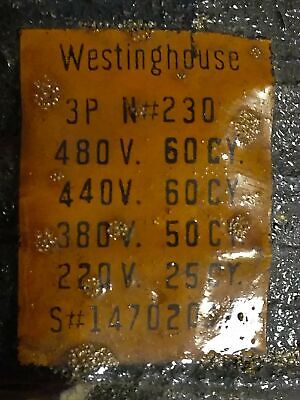 Westinghouse
3P N#230
480V. 60CY.
440V. 60CY.
380V. 50CY.
220V. 25CY.